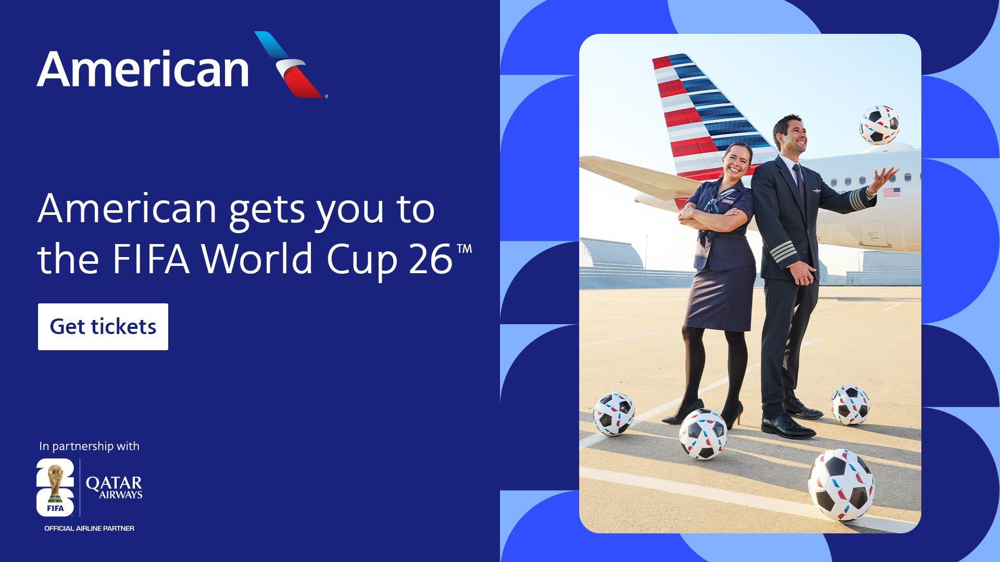 American
American gets you to
the FIFA World Cup 26™
Get tickets
In partnership with
FIFA
QATAR
AIRWAYS
OFFICIAL AIRLINE PARTNER